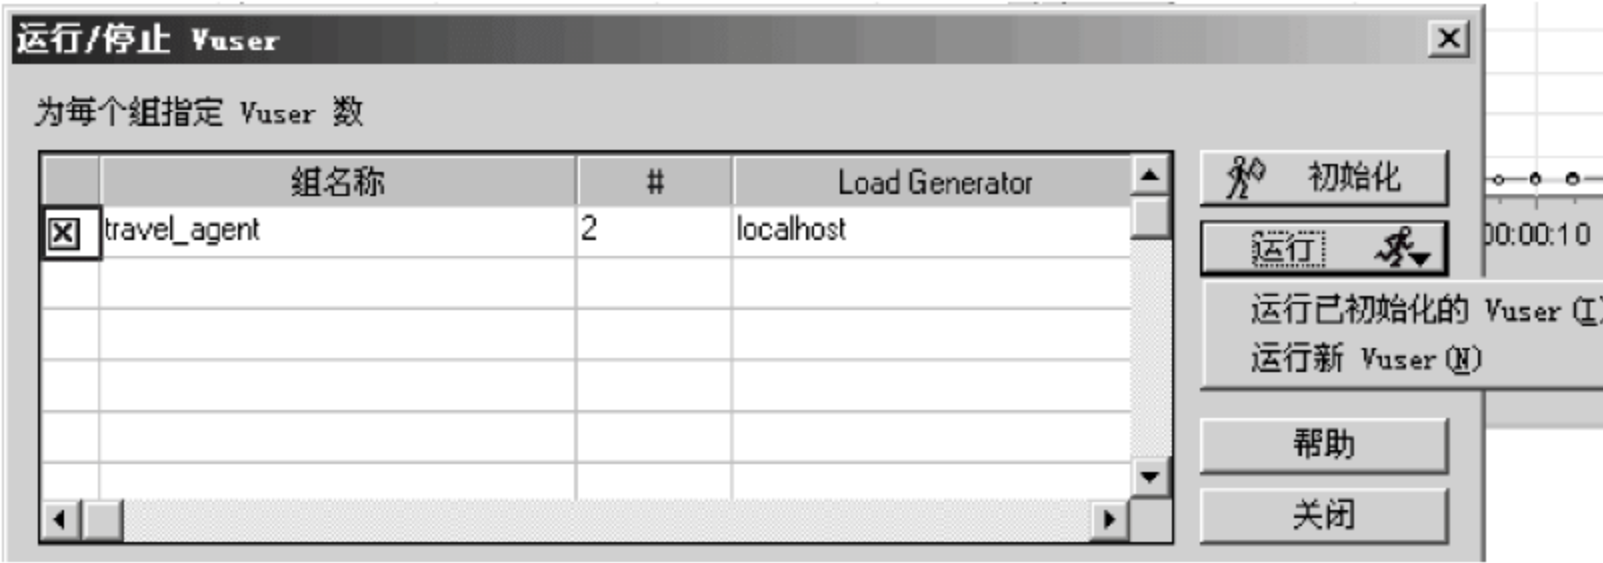 运行/停止 Vuser
为每个组指定 Vuser 数
组名称 # Load Generator
travel_agent 2 localhost
初始化
运行
00:00:10
运行已初始化的 Vuser(I)
运行新 Vuser(N)
帮助
关闭